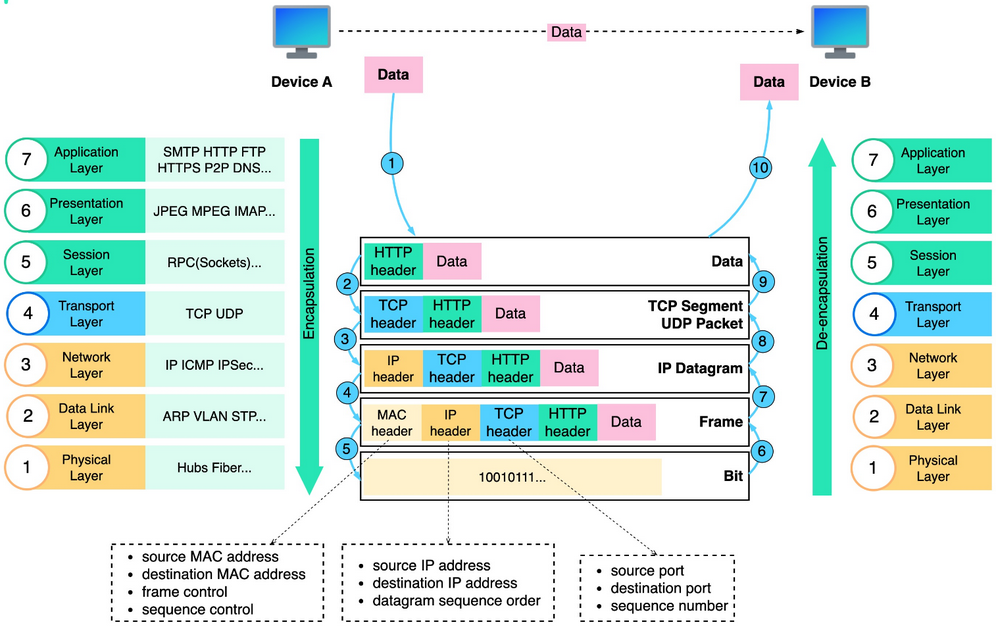 Data
Device A
Data
Data
Device B
7
Application
Layer
SMTP HTTP FTP
HTTPS P2P DNS...
6
Presentation
Layer
JPEG MPEG IMAP...
5
Session
Layer
RPC(Sockets)...
4
Transport
Layer
TCP UDP
3
Network
Layer
IP ICMP IPSec...
2
Data Link
Layer
ARP VLAN STP...
1
Physical
Layer
Hubs Fiber...
Encapsulation
1
10
HTTP
header
Data
Data
2
9
TCP
header
HTTP
header
Data
TCP Segment
UDP Packet
3
8
IP
header
TCP
header
HTTP
header
Data
IP Datagram
4
7
MAC
header
IP
header
TCP
header
HTTP
header
Data
Frame
5
6
10010111...
Bit
De-encapsulation
7
Application
Layer
6
Presentation
Layer
5
Session
Layer
4
Transport
Layer
3
Network
Layer
2
Data Link
Layer
1
Physical
Layer
• source MAC address
• destination MAC address
• frame control
• sequence control
• source IP address
• destination IP address
• datagram sequence order
• source port
• destination port
• sequence number